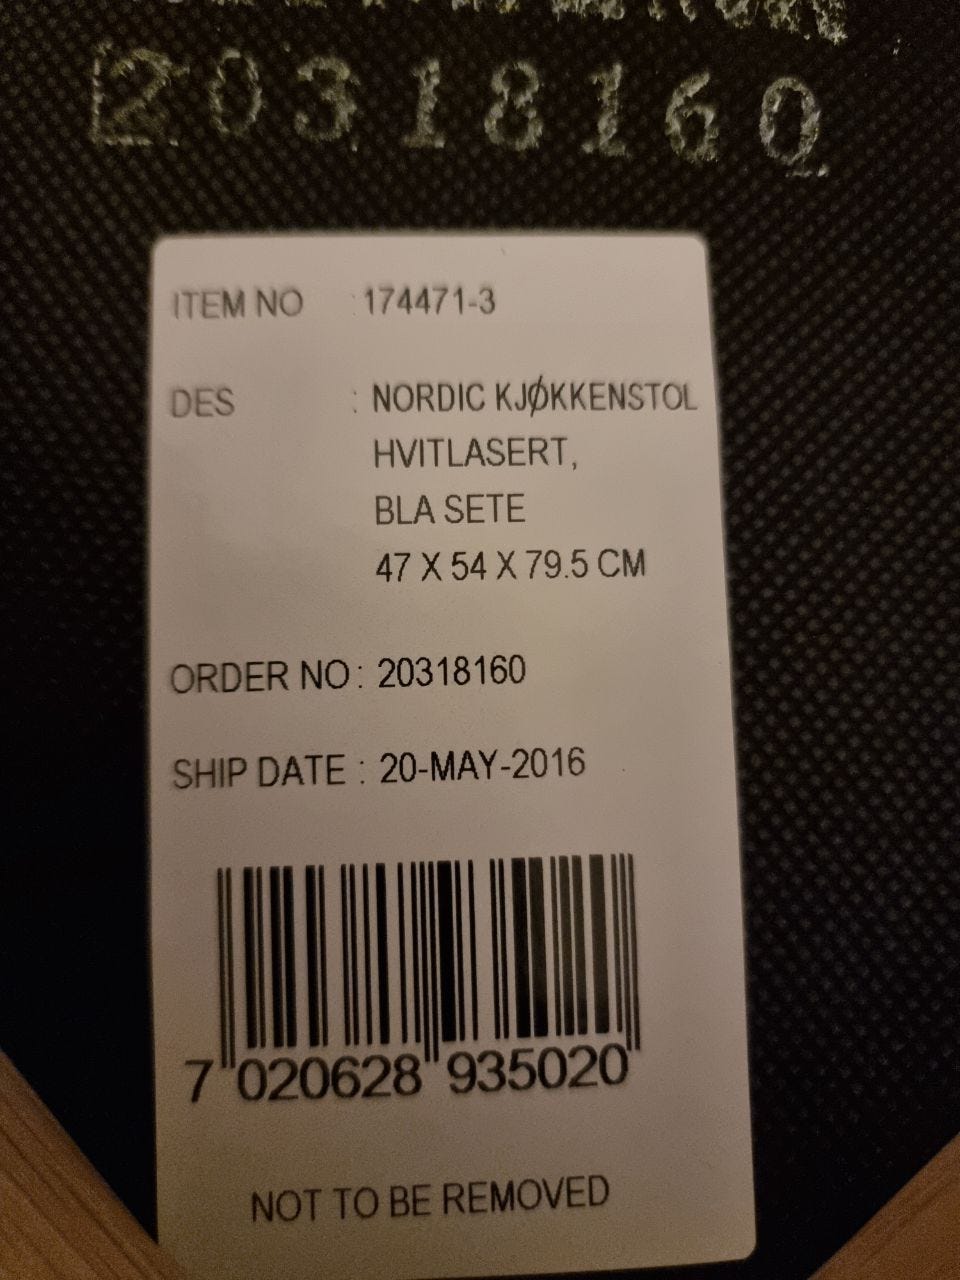 20318160
ITEM NO : 174471-3
DES : NORDIC KJØKKENSTOL
HVITLASERT,
BLA SETE
47 X 54 X 79.5 CM
ORDER NO : 20318160
SHIP DATE : 20-MAY-2016
7 020628 935020
NOT TO BE REMOVED